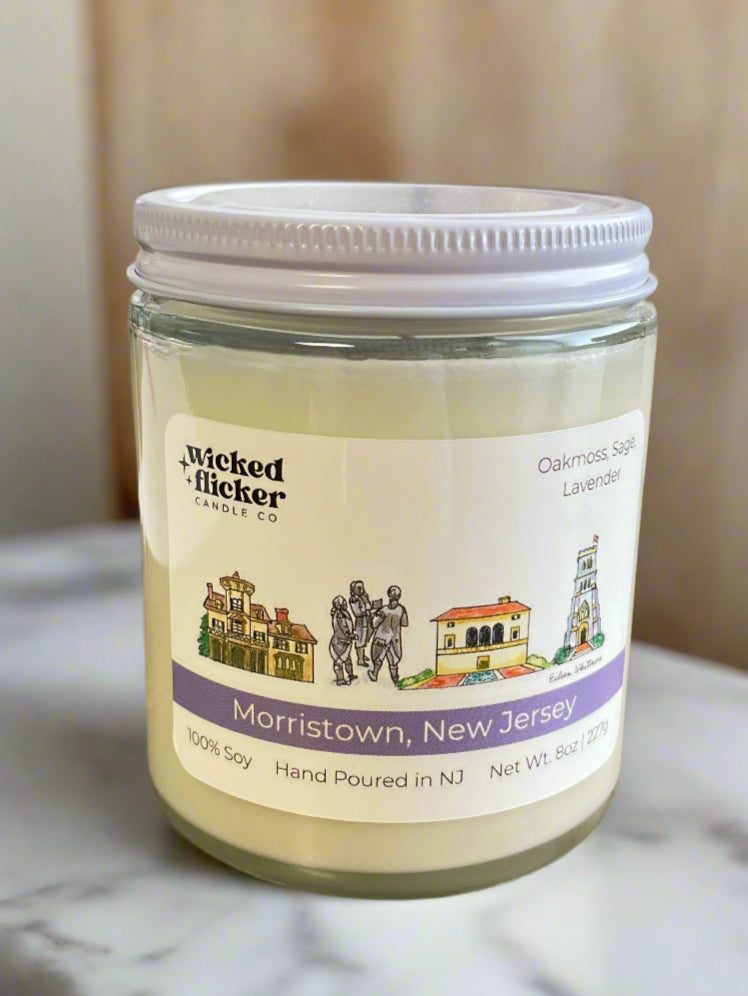 Wicked
flicker
CANDLE CO
Oakmoss, Sage,
Lavender
Morristown, New Jersey
100% Soy
Hand Poured in NJ
Net Wt. 8oz | 227g